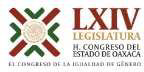 LXIV
LEGISLATURA
H. CONGRESO DEL
ESTADO DE OAXACA
EL CONGRESO DE LA IGUALDAD DE GÉNERO